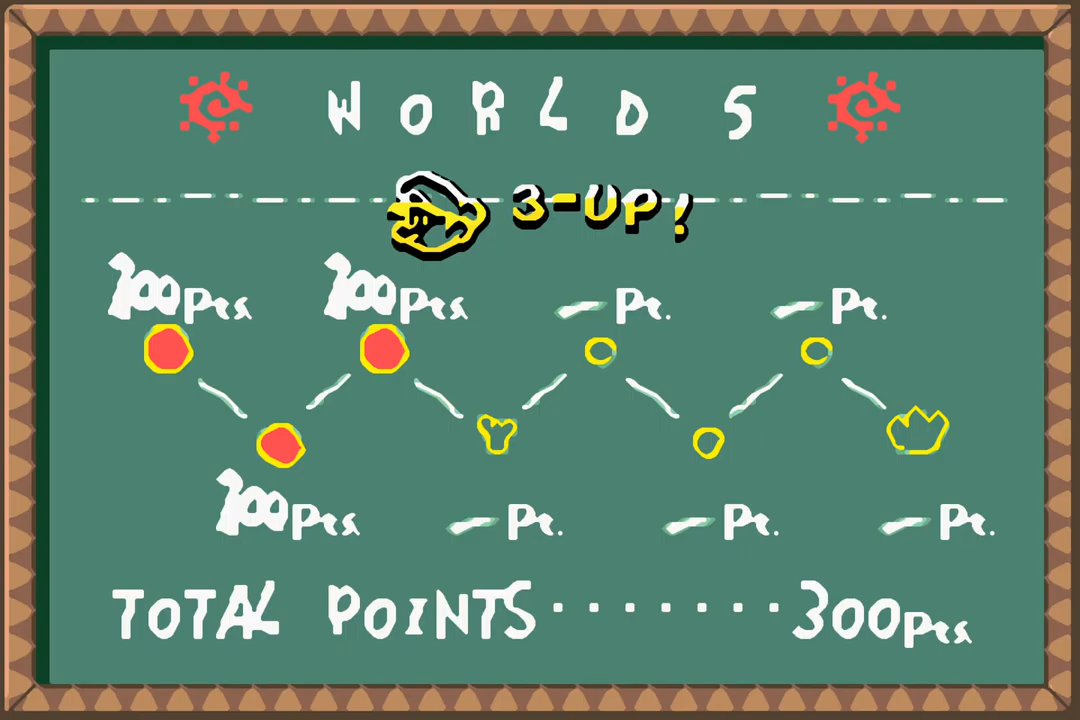 WORLD 5
3-UP!
100Pts 100Pts -Pt. -Pt.
100Pts -Pt. -Pt. -Pt.
TOTAL POINTS.......300Pts